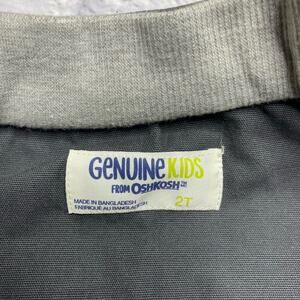 GENUINE KIDS
FROM OSHKOSH
MADE IN BANGLADESH
FABRIQUÉ AU BANGLADESH
2T